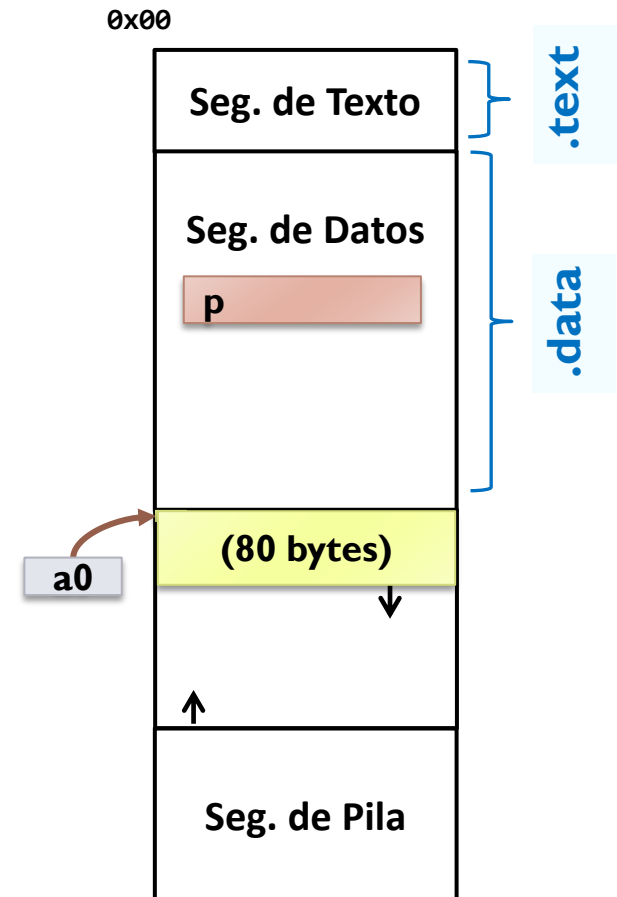 0x00
Seg. de Texto
.text
Seg. de Datos
p
.data
(80 bytes)
a0
Seg. de Pila